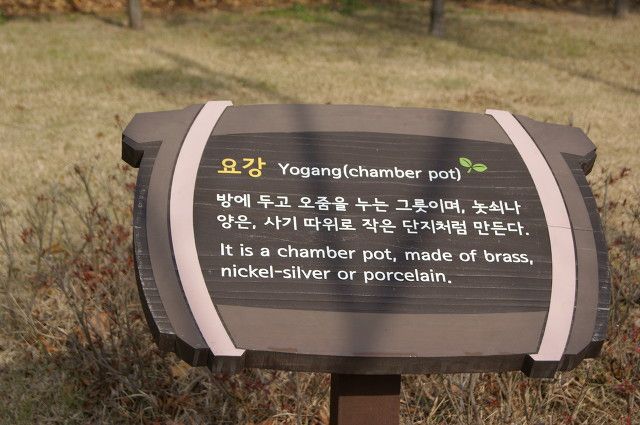 요강 Yogang(chamber pot)
방에 두고 오줌을 누는 그릇이며, 놋쇠나
양은, 사기 따위로 작은 단지처럼 만든다.
It is a chamber pot, made of brass,
nickel-silver or porcelain.